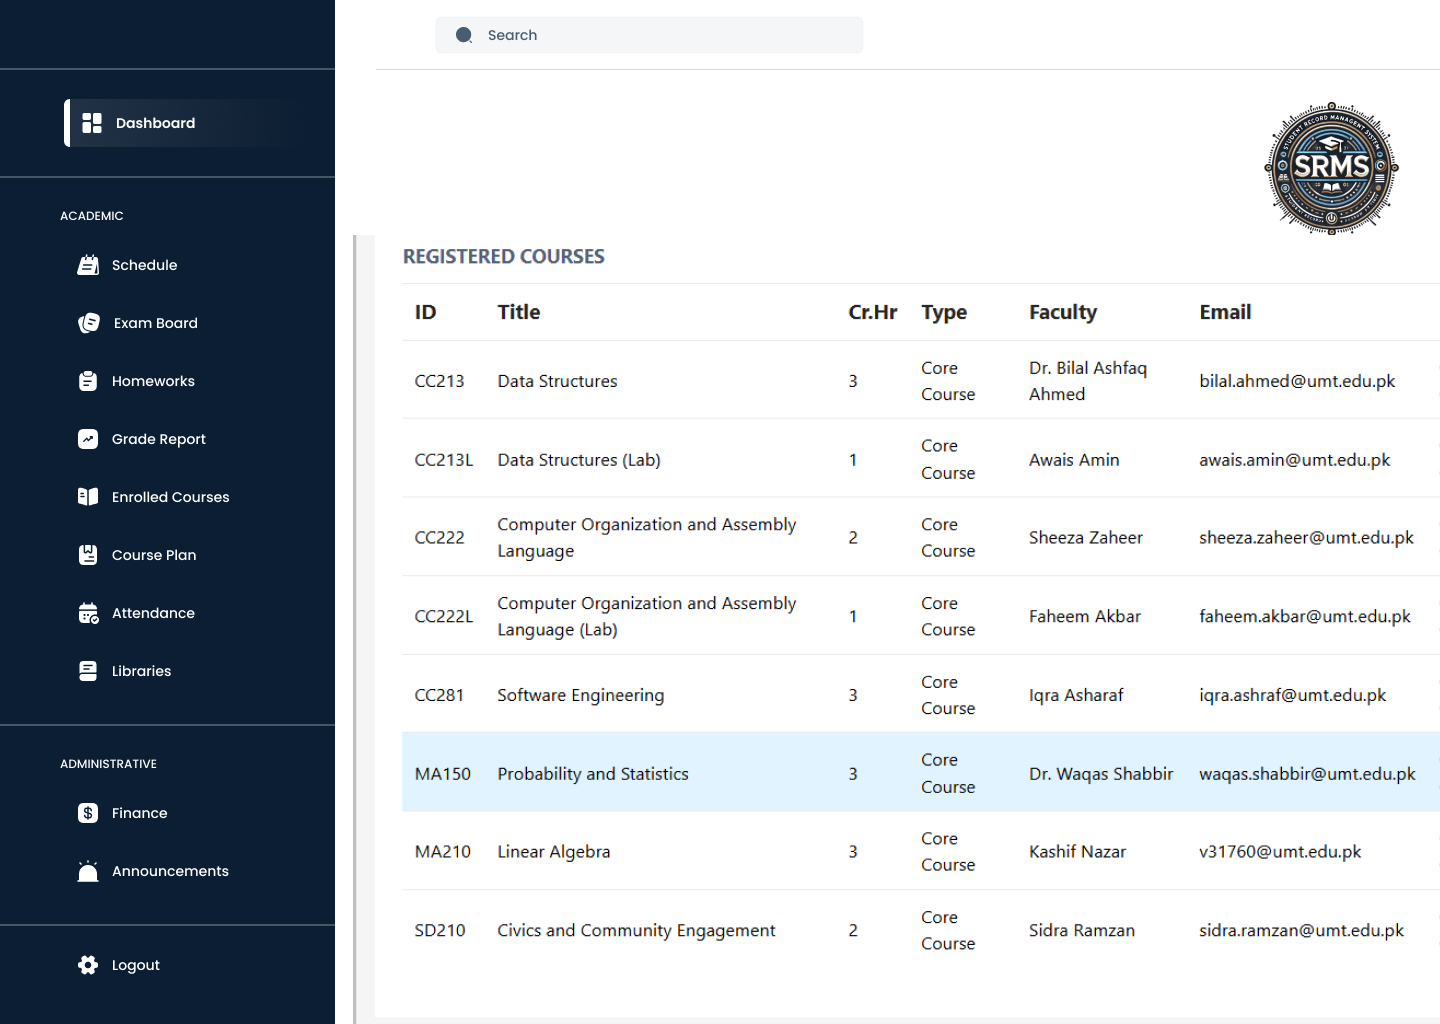 Search
Dashboard
ACADEMIC
Schedule
Exam Board
Homeworks
Grade Report
Enrolled Courses
Course Plan
Attendance
Libraries
ADMINISTRATIVE
Finance
Announcements
Logout
STUDENT RECORD MANAGENT SYSTEM
SRMS
REGISTERED COURSES
ID Title Cr.Hr Type Faculty Email
CC213 Data Structures 3 Core Course Dr. Bilal Ashfaq Ahmed bilal.ahmed@umt.edu.pk
CC213L Data Structures (Lab) 1 Core Course Awais Amin awais.amin@umt.edu.pk
CC222 Computer Organization and Assembly Language 2 Core Course Sheeza Zaheer sheeza.zaheer@umt.edu.pk
CC222L Computer Organization and Assembly Language (Lab) 1 Core Course Faheem Akbar faheem.akbar@umt.edu.pk
CC281 Software Engineering 3 Core Course Iqra Asharaf iqra.ashraf@umt.edu.pk
MA150 Probability and Statistics 3 Core Course Dr. Waqas Shabbir waqas.shabbir@umt.edu.pk
MA210 Linear Algebra 3 Core Course Kashif Nazar v31760@umt.edu.pk
SD210 Civics and Community Engagement 2 Core Course Sidra Ramzan sidra.ramzan@umt.edu.pk